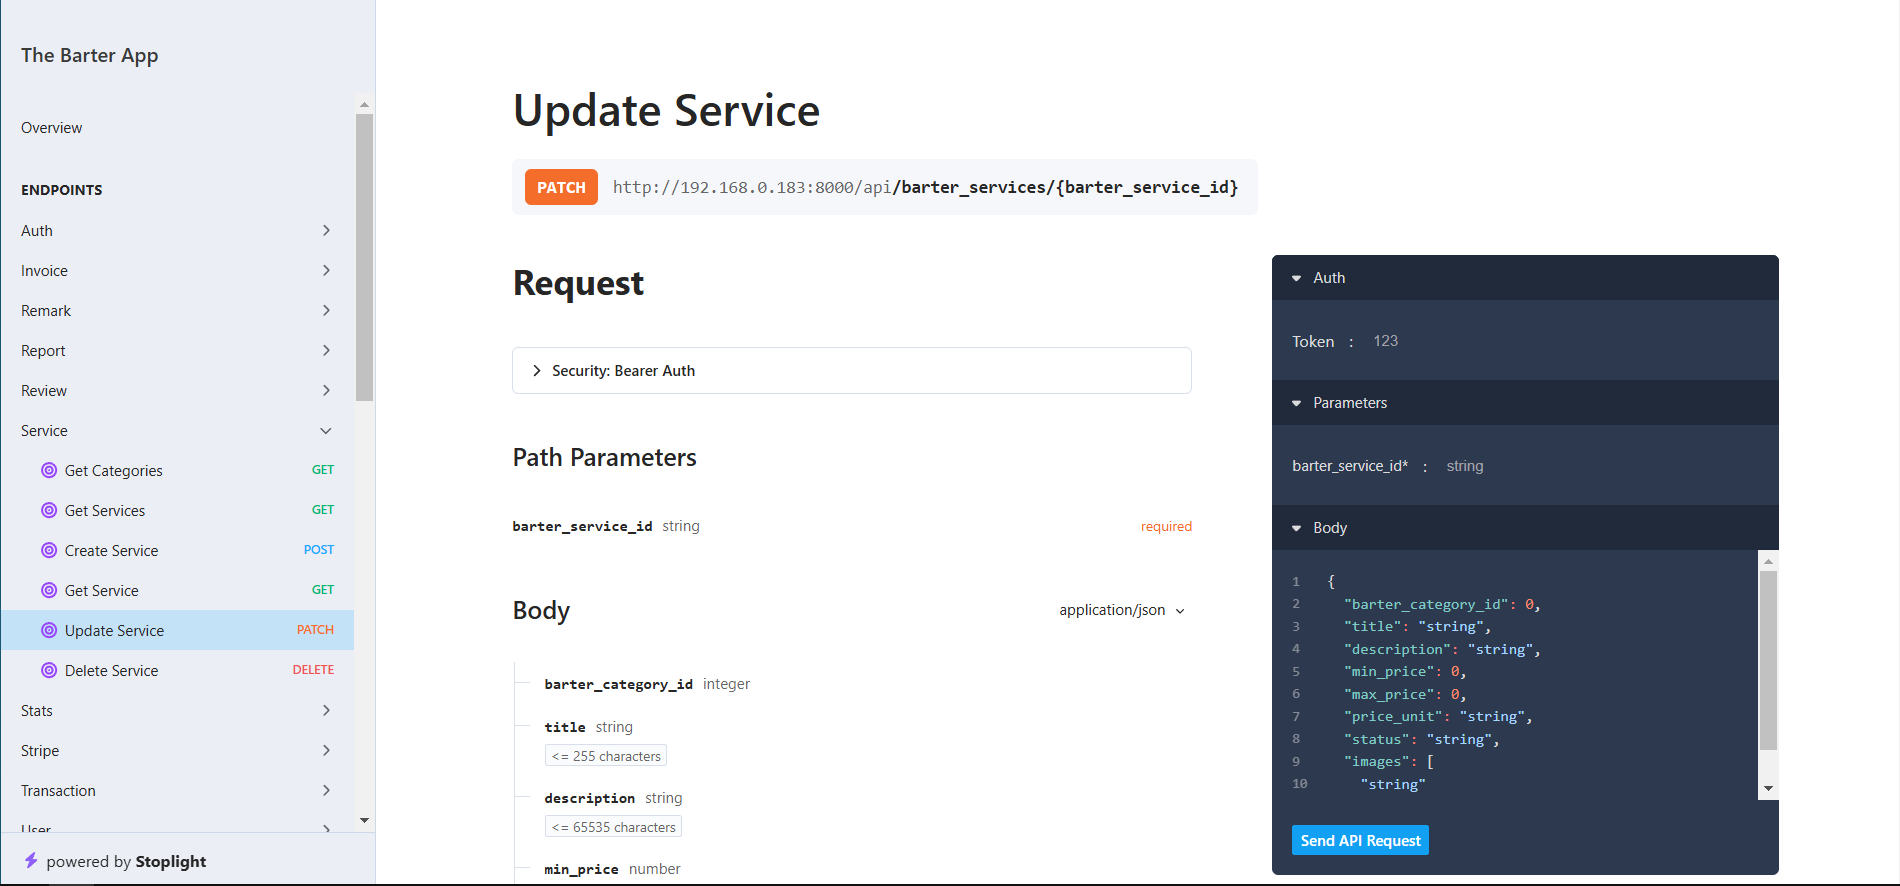 The Barter App
Overview
ENDPOINTS
Auth
Invoice
Remark
Report
Review
Service
Get Categories GET
Get Services GET
Create Service POST
Get Service GET
Update Service PATCH
Delete Service DELETE
Stats
Stripe
Transaction
User
powered by Stoplight
Update Service
PATCH http://192.168.0.183:8000/api/barter_services/{barter_service_id}
Request
Security: Bearer Auth
Path Parameters
barter_service_id string required
Body application/json
barter_category_id integer
title string
<= 255 characters
description string
<= 65535 characters
min_price number
Auth
Token : 123
Parameters
barter_service_id* : string
Body
1 {
2 "barter_category_id": 0,
3 "title": "string",
4 "description": "string",
5 "min_price": 0,
6 "max_price": 0,
7 "price_unit": "string",
8 "status": "string",
9 "images": [
10 "string"
Send API Request